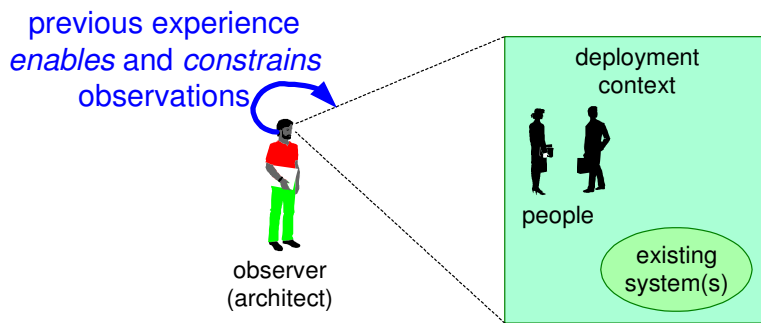 previous experience
enables and constrains
observations
deployment
context
people
existing
system(s)
observer
(architect)